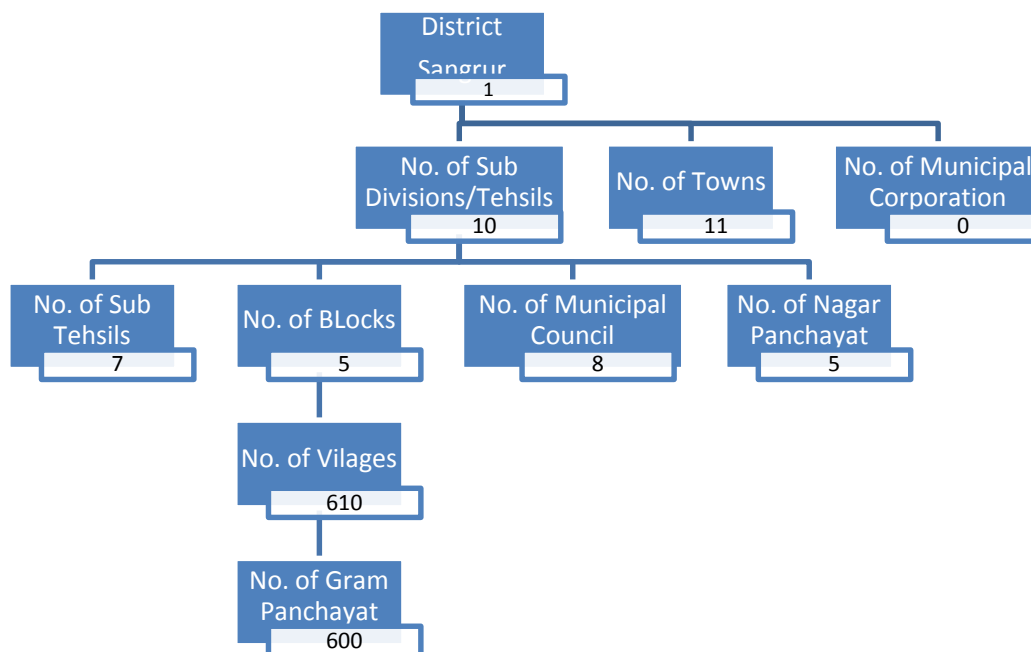 District
Sangrur
1
No. of Sub
Divisions/Tehsils
10
No. of Towns
11
No. of Municipal
Corporation
0
No. of Sub
Tehsils
7
No. of BLocks
5
No. of Municipal
Council
8
No. of Nagar
Panchayat
5
No. of Vilages
610
No. of Gram
Panchayat
600